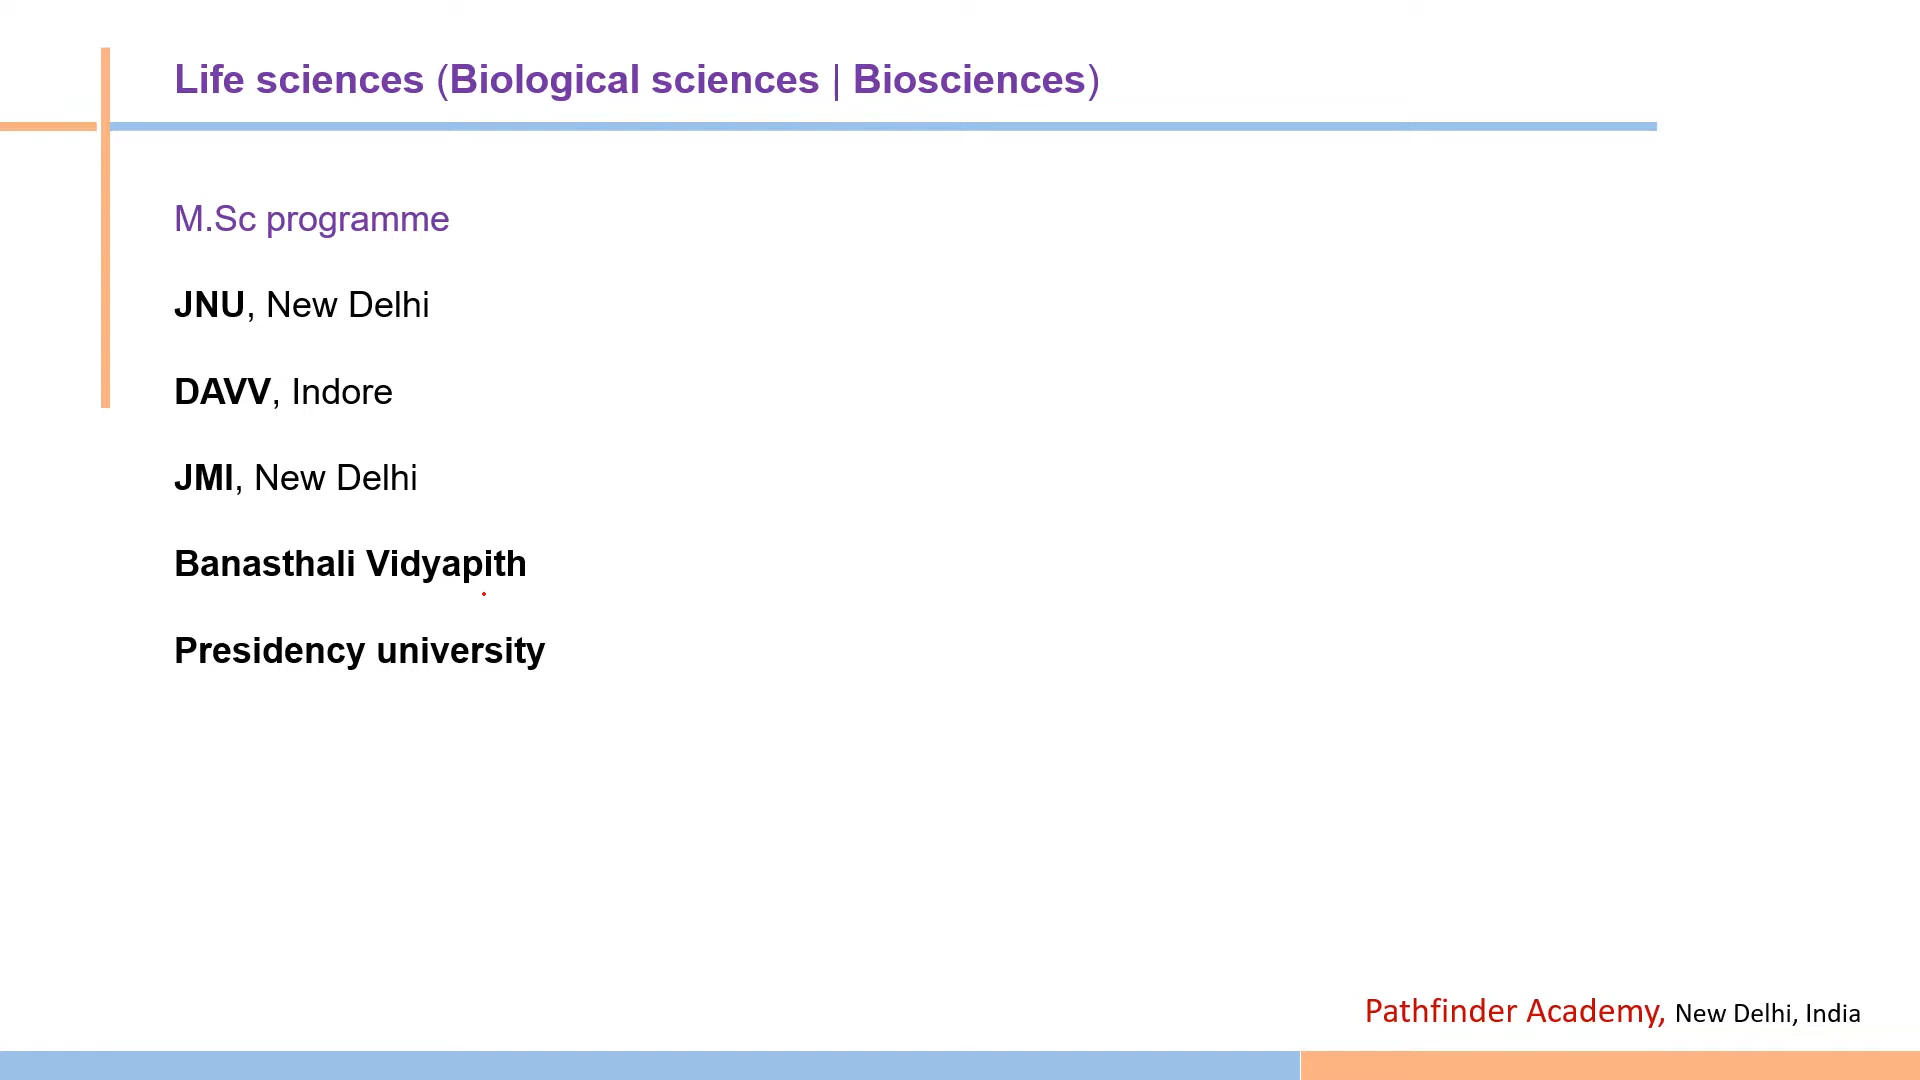 Life sciences (Biological sciences | Biosciences)
M.Sc programme
JNU, New Delhi
DAVV, Indore
JMI, New Delhi
Banasthali Vidyapith
Presidency university
Pathfinder Academy, New Delhi, India